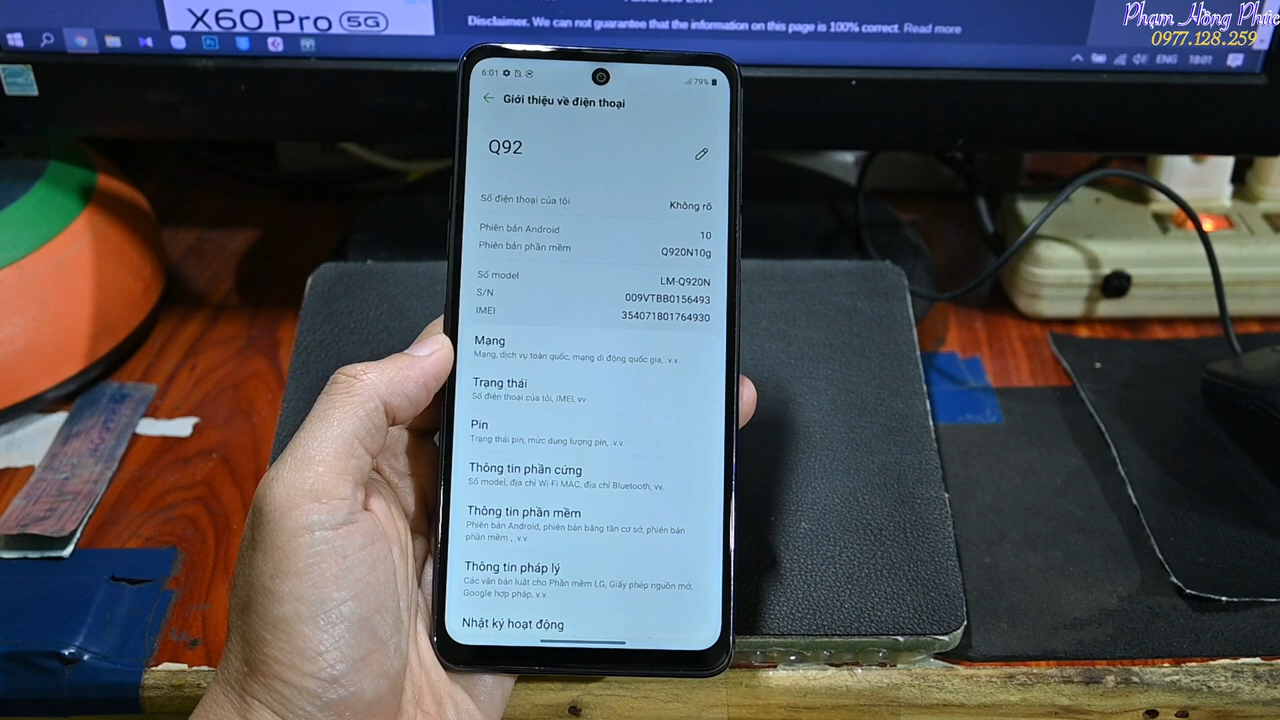 X60 Pro 5G
Disclaimer. We can not guarantee that the information on this page is 100% correct. Read more
Phạm Hồng Phúc
0977.128.259
ENG 18:01
6:01
79%
Giới thiệu về điện thoại
Q92
Số điện thoại của tôi Không rõ
Phiên bản Android 10
Phiên bản phần mềm Q920N10g
Số model LM-Q920N
S/N 009VTBB0156493
IMEI 354071801764930
Mạng
Mạng, dịch vụ toàn quốc, mạng di động quốc gia, .v.v.
Trạng thái
Số điện thoại của tôi, IMEI, vv
Pin
Trạng thái pin, mức dung lượng pin, .v.v.
Thông tin phần cứng
Số model, địa chỉ Wi-Fi MAC, địa chỉ Bluetooth, vv.
Thông tin phần mềm
Phiên bản Android, phiên bản băng tần cơ sở, phiên bản
phần mềm , .v.v.
Thông tin pháp lý
Các văn bản luật cho Phần mềm LG, Giấy phép nguồn mở,
Google hợp pháp, v.v.
Nhật ký hoạt động